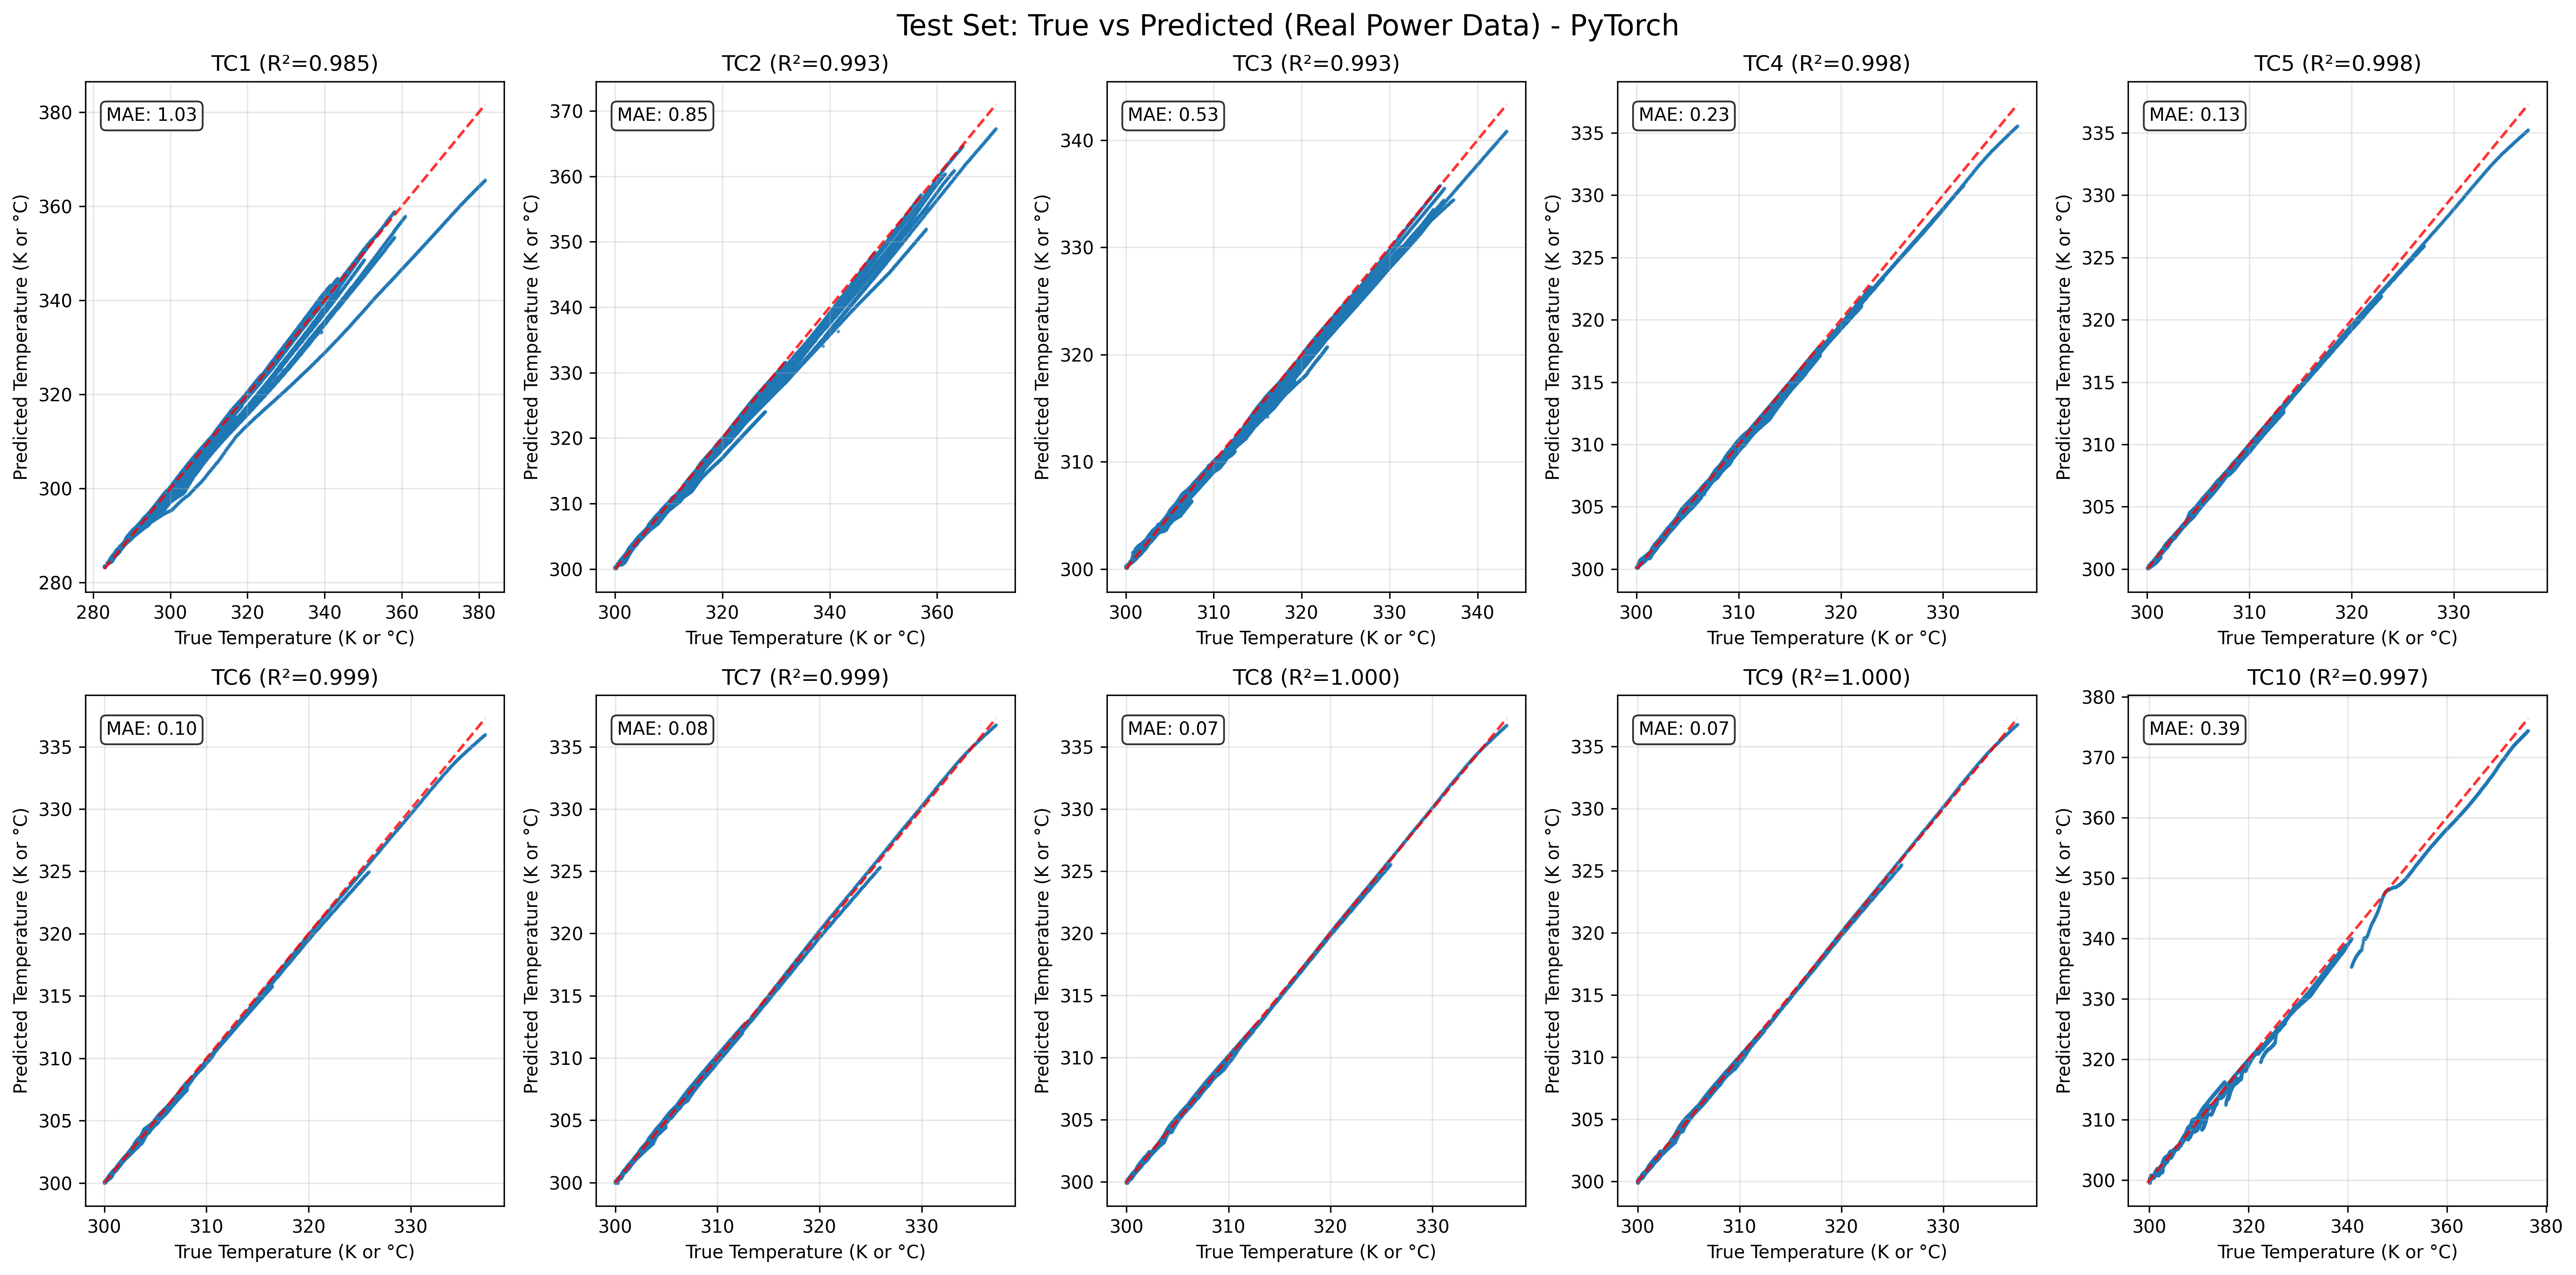 Test Set: True vs Predicted (Real Power Data) - PyTorch
TC1 (R²=0.985)
MAE: 1.03
Predicted Temperature (K or °C)
380
360
340
320
300
280
280 300 320 340 360 380
True Temperature (K or °C)
TC2 (R²=0.993)
MAE: 0.85
Predicted Temperature (K or °C)
370
360
350
340
330
320
310
300
300 320 340 360
True Temperature (K or °C)
TC3 (R²=0.993)
MAE: 0.53
Predicted Temperature (K or °C)
340
330
320
310
300
300 310 320 330 340
True Temperature (K or °C)
TC4 (R²=0.998)
MAE: 0.23
Predicted Temperature (K or °C)
335
330
325
320
315
310
305
300
300 310 320 330
True Temperature (K or °C)
TC5 (R²=0.998)
MAE: 0.13
Predicted Temperature (K or °C)
335
330
325
320
315
310
305
300
300 310 320 330
True Temperature (K or °C)
TC6 (R²=0.999)
MAE: 0.10
Predicted Temperature (K or °C)
335
330
325
320
315
310
305
300
300 310 320 330
True Temperature (K or °C)
TC7 (R²=0.999)
MAE: 0.08
Predicted Temperature (K or °C)
335
330
325
320
315
310
305
300
300 310 320 330
True Temperature (K or °C)
TC8 (R²=1.000)
MAE: 0.07
Predicted Temperature (K or °C)
335
330
325
320
315
310
305
300
300 310 320 330
True Temperature (K or °C)
TC9 (R²=1.000)
MAE: 0.07
Predicted Temperature (K or °C)
335
330
325
320
315
310
305
300
300 310 320 330
True Temperature (K or °C)
TC10 (R²=0.997)
MAE: 0.39
Predicted Temperature (K or °C)
380
370
360
350
340
330
320
310
300
300 320 340 360 380
True Temperature (K or °C)